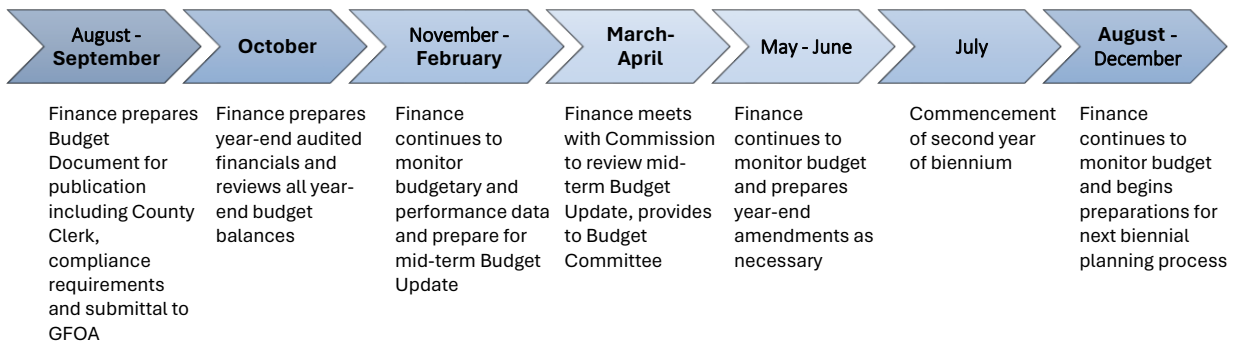 August -
September
October
November -
February
March-
April
May - June
July
August -
December
Finance prepares
Budget
Document for
publication
including County
Clerk,
compliance
requirements
and submittal to
GFOA
Finance prepares
year-end audited
financials and
reviews all year-
end budget
balances
Finance
continues to
monitor
budgetary and
performance data
and prepare for
mid-term Budget
Update
Finance meets
with Commission
to review mid-
term Budget
Update, provides
to Budget
Committee
Finance
continues to
monitor budget
and prepares
year-end
amendments as
necessary
Commencement
of second year
of biennium
Finance
continues to
monitor budget
and begins
preparations for
next biennial
planning process